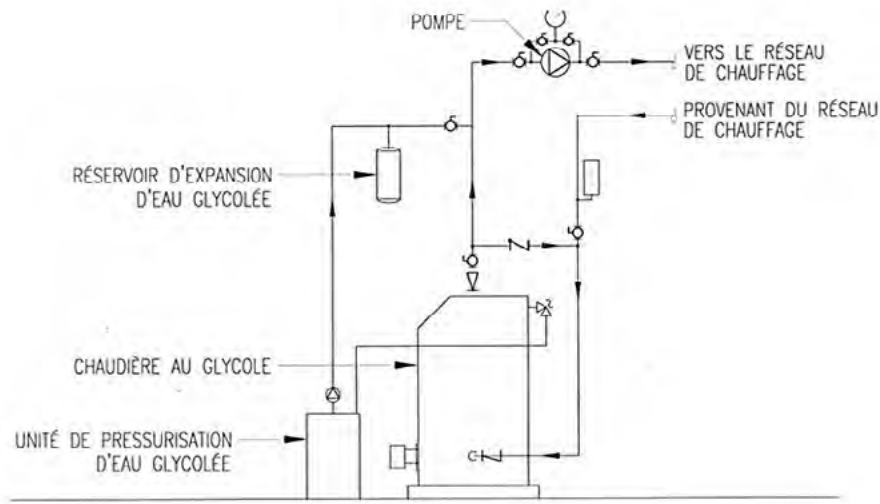 POMPE
VERS LE RÉSEAU
DE CHAUFFAGE
PROVENANT DU RÉSEAU
DE CHAUFFAGE
RÉSERVOIR D'EXPANSION
D'EAU GLYCOLÉE
CHAUDIÈRE AU GLYCOLE
UNITÉ DE PRESSURISATION
D'EAU GLYCOLÉE